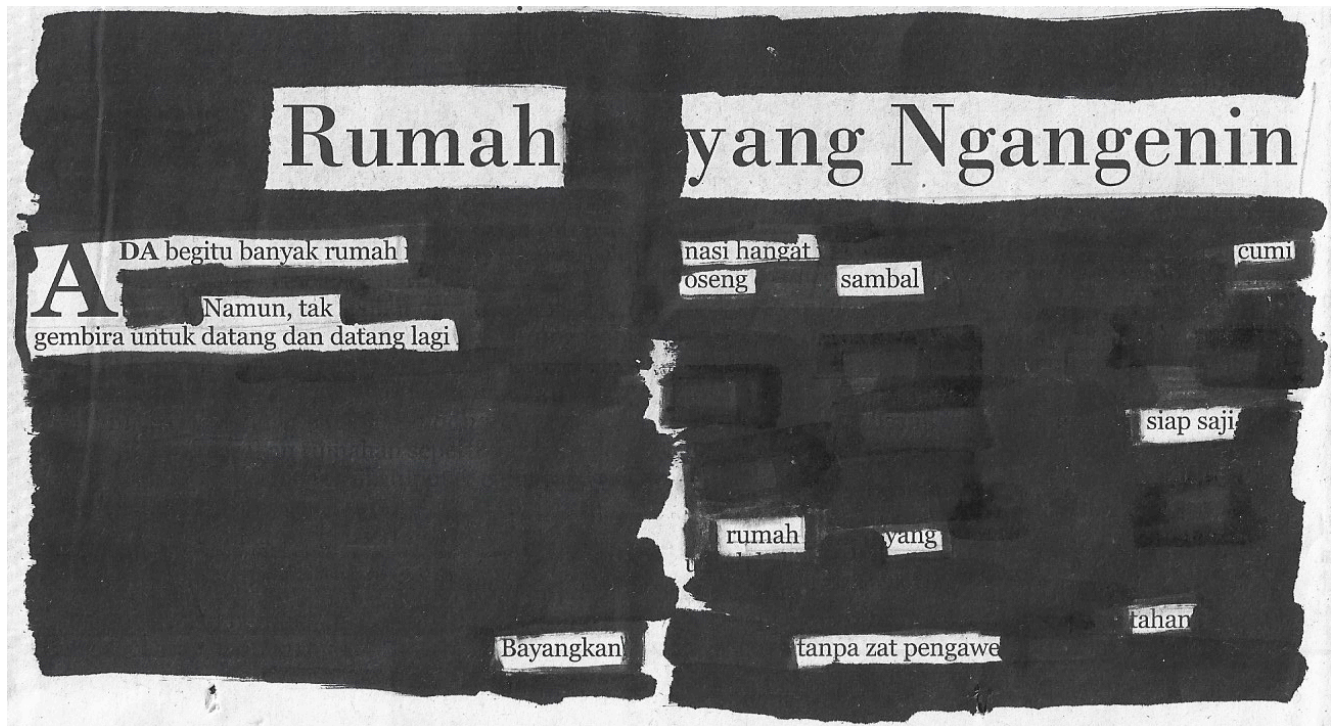 Rumah yang Ngangenin
ADA begitu banyak rumah
Namun, tak
gembira untuk datang dan datang lagi
Bayangkan
nasi hangat cumi
oseng sambal
siap saji
rumah yang
tahan
tanpa zat pengawe